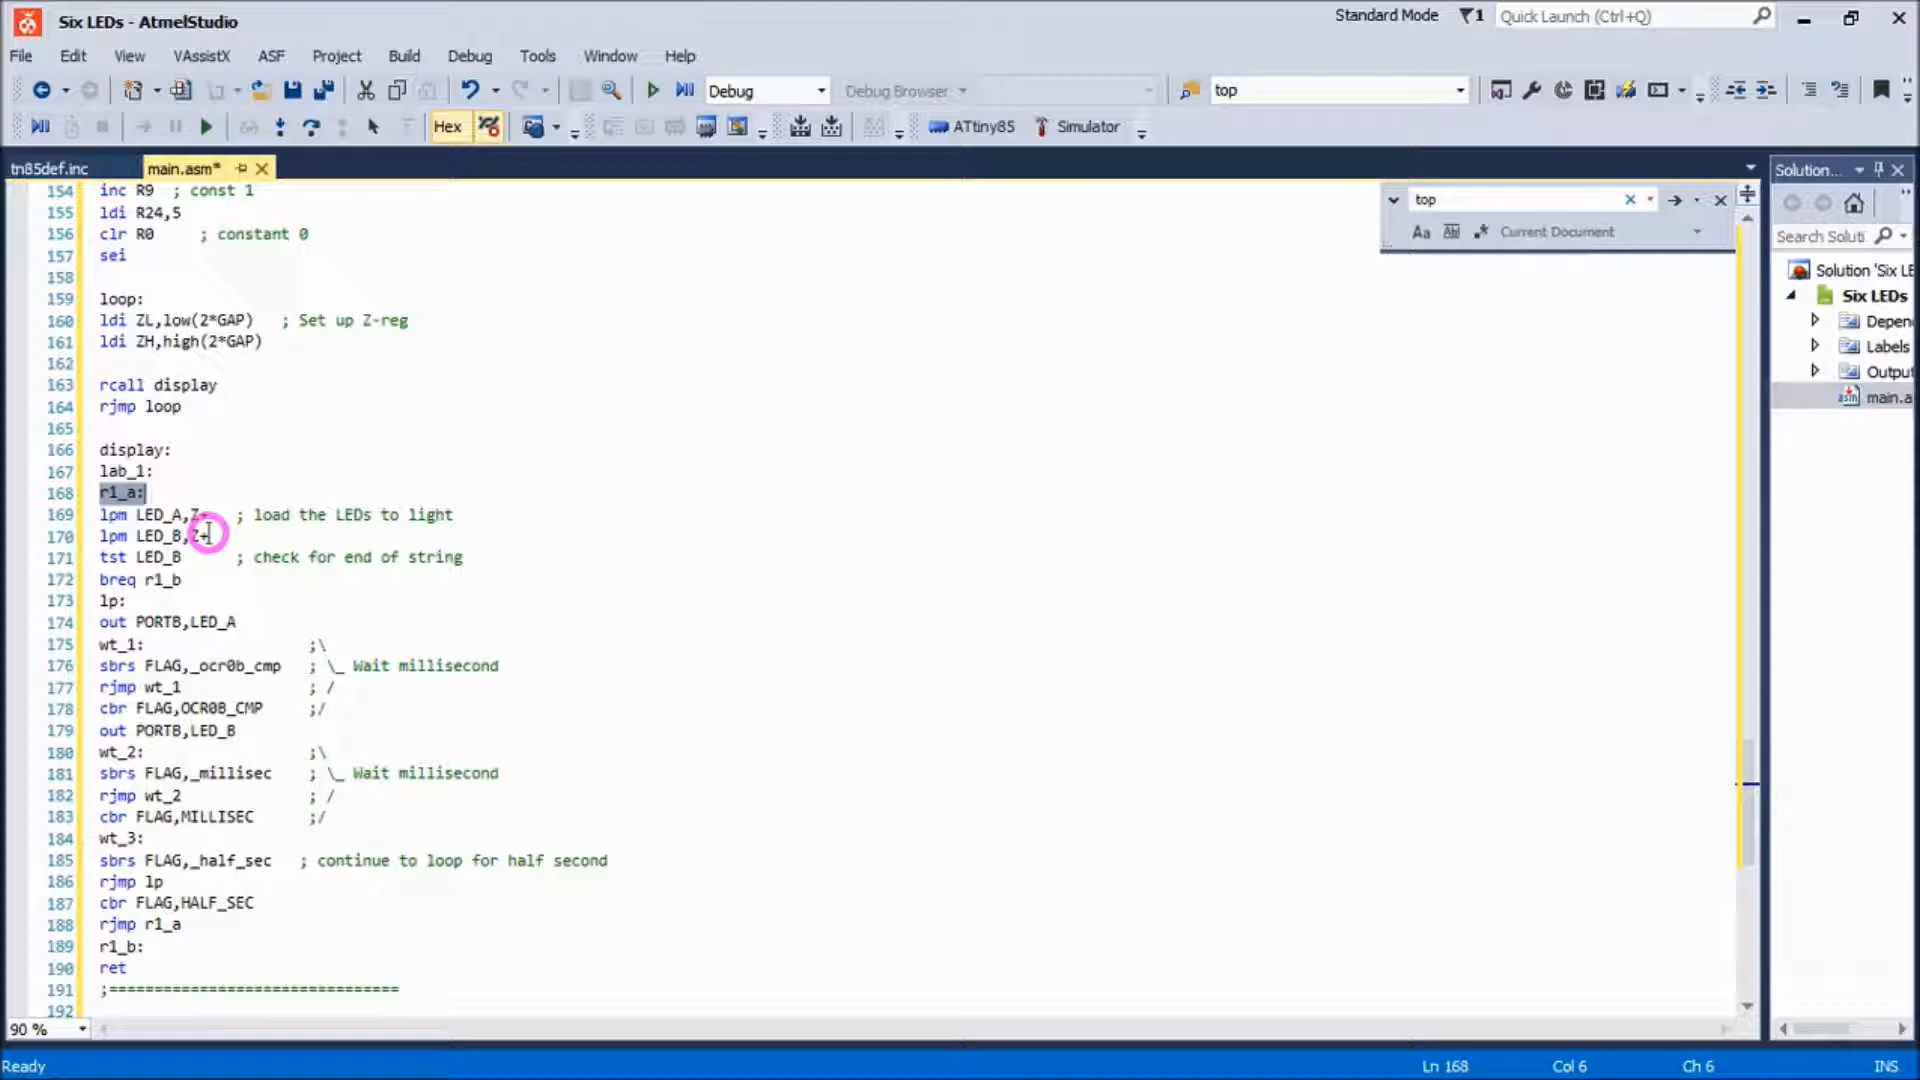 Six LEDs - AtmelStudio
Standard Mode
1
Quick Launch (Ctrl+Q)
File Edit View VAssistX ASF Project Build Debug Tools Window Help
Debug
Debug Browser
top
Hex
ATtiny85
Simulator
tn85def.inc
main.asm*
Solution...
top
Aa
Current Document
Search Soluti
Solution 'Six LE
Six LEDs
Depen
Labels
Output
main.a
154 inc R9 ; const 1
155 ldi R24,5
156 clr R0 ; constant 0
157 sei
158
159 loop:
160 ldi ZL,low(2*GAP) ; Set up Z-reg
161 ldi ZH,high(2*GAP)
162
163 rcall display
164 rjmp loop
165
166 display:
167 lab_1:
168 r1_a:
169 lpm LED_A,Z+ ; load the LEDs to light
170 lpm LED_B,Z+
171 tst LED_B ; check for end of string
172 breq r1_b
173 lp:
174 out PORTB,LED_A
175 wt_1: ;\
176 sbrs FLAG,_ocr0b_cmp ; \_ Wait millisecond
177 rjmp wt_1 ; /
178 cbr FLAG,OCR0B_CMP ;/
179 out PORTB,LED_B
180 wt_2: ;\
181 sbrs FLAG,_millisec ; \_ Wait millisecond
182 rjmp wt_2 ; /
183 cbr FLAG,MILLISEC ;/
184 wt_3:
185 sbrs FLAG,_half_sec ; continue to loop for half second
186 rjmp lp
187 cbr FLAG,HALF_SEC
188 rjmp r1_a
189 r1_b:
190 ret
191 ;================================
192
90 %
Ready
Ln 168
Col 6
Ch 6
INS